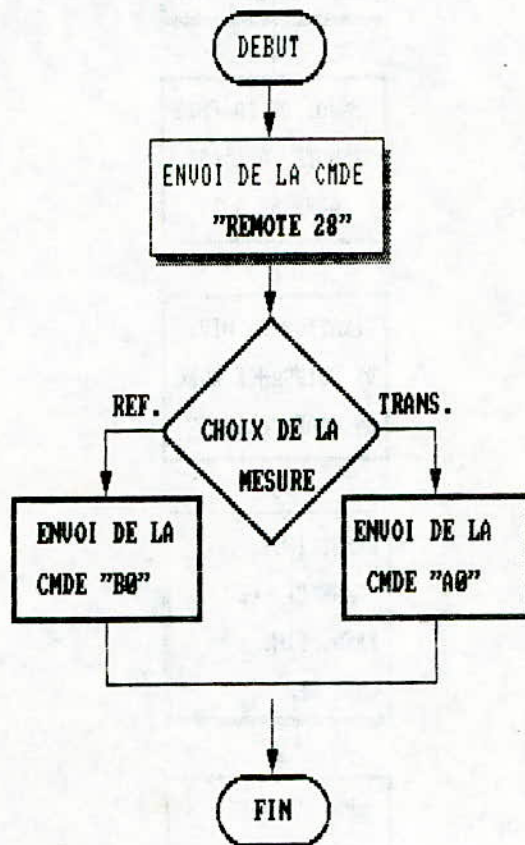 DEBUT
ENVOI DE LA CMDE
"REMOTE 28"
REF.
TRANS.
CHOIX DE LA
MESURE
ENVOI DE LA
CMDE "B0"
ENVOI DE LA
CMDE "A0"
FIN